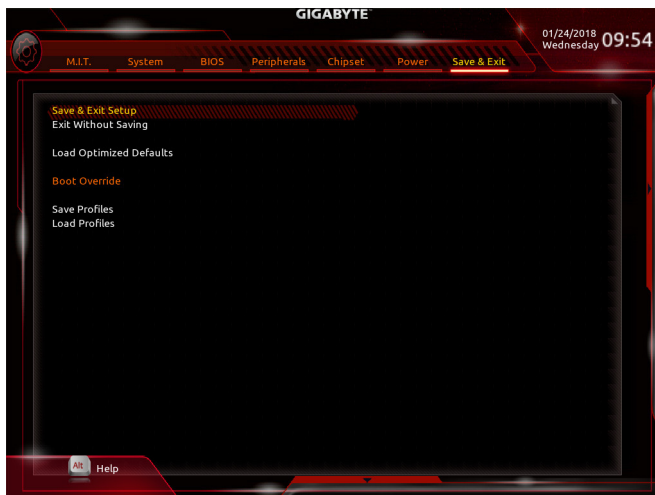 GIGABYTE™
01/24/2018
Wednesday 09:54
M.I.T. System BIOS Peripherals Chipset Power Save & Exit
Save & Exit Setup
Exit Without Saving
Load Optimized Defaults
Boot Override
Save Profiles
Load Profiles
Alt Help